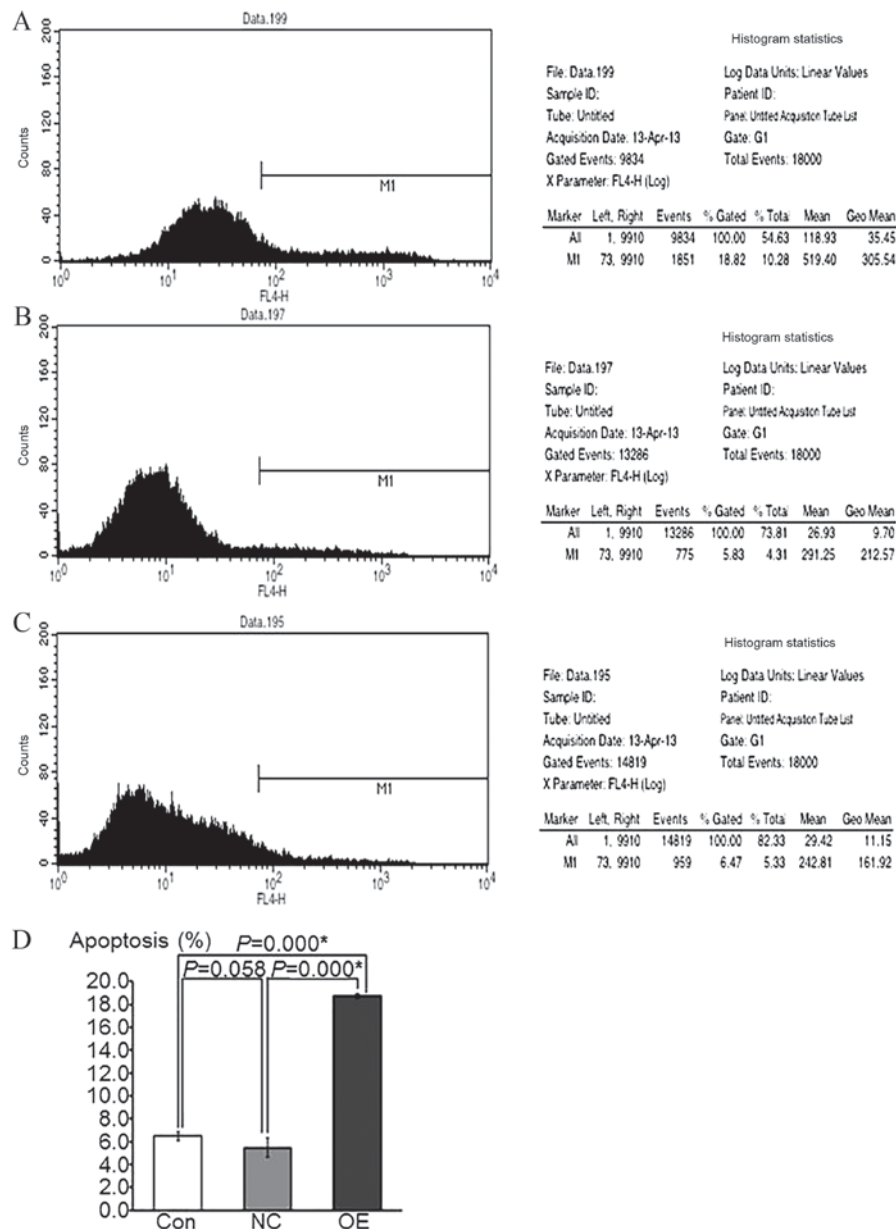 A
Data.199
Counts
200
160
120
80
40
0
M1
10^0 10^1 10^2 10^3 10^4
FL4-H
Histogram statistics
File: Data.199 Log Data Units: Linear Values
Sample ID: Patient ID:
Tube: Untitled Panel: Untitled Acquisition Tube List
Acquisition Date: 13-Apr-13 Gate: G1
Gated Events: 9834 Total Events: 18000
X Parameter: FL4-H (Log)
Marker Left, Right Events % Gated % Total Mean Geo Mean
All 1, 9910 9834 100.00 54.63 118.93 35.45
M1 73, 9910 1851 18.82 10.28 519.40 305.54
B
Data.197
Counts
200
160
120
80
40
0
M1
10^0 10^1 10^2 10^3 10^4
FL4-H
Histogram statistics
File: Data.197 Log Data Units: Linear Values
Sample ID: Patient ID:
Tube: Untitled Panel: Untitled Acquisition Tube List
Acquisition Date: 13-Apr-13 Gate: G1
Gated Events: 13286 Total Events: 18000
X Parameter: FL4-H (Log)
Marker Left, Right Events % Gated % Total Mean Geo Mean
All 1, 9910 13286 100.00 73.81 26.93 9.70
M1 73, 9910 775 5.83 4.31 291.25 212.57
C
Data.195
Counts
200
160
120
80
40
0
M1
10^0 10^1 10^2 10^3 10^4
FL4-H
Histogram statistics
File: Data.195 Log Data Units: Linear Values
Sample ID: Patient ID:
Tube: Untitled Panel: Untitled Acquisition Tube List
Acquisition Date: 13-Apr-13 Gate: G1
Gated Events: 14819 Total Events: 18000
X Parameter: FL4-H (Log)
Marker Left, Right Events % Gated % Total Mean Geo Mean
All 1, 9910 14819 100.00 82.33 29.42 11.15
M1 73, 9910 959 6.47 5.33 242.81 161.92
D
Apoptosis (%)
P=0.000*
P=0.058 P=0.000*
20.0
18.0
16.0
14.0
12.0
10.0
8.0
6.0
4.0
2.0
0.0
Con NC OE